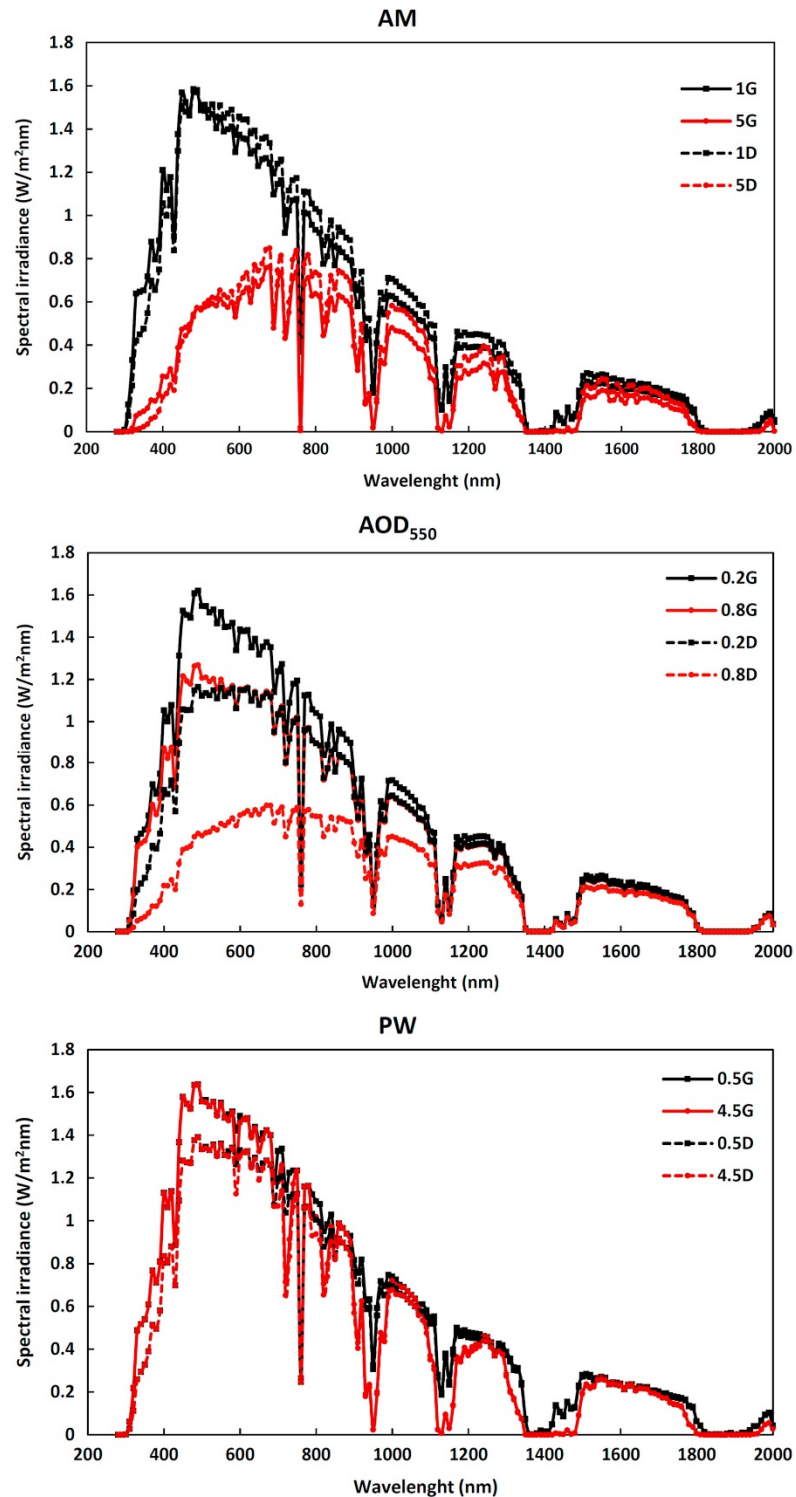 AM
1.8
1.6
1.4
1.2
1
0.8
0.6
0.4
0.2
0
Spectral irradiance (W/m²nm)
200 400 600 800 1000 1200 1400 1600 1800 2000
Wavelenght (nm)
1G
5G
1D
5D
AOD₅₅₀
1.8
1.6
1.4
1.2
1
0.8
0.6
0.4
0.2
0
Spectral irradiance (W/m²nm)
200 400 600 800 1000 1200 1400 1600 1800 2000
Wavelenght (nm)
0.2G
0.8G
0.2D
0.8D
PW
1.8
1.6
1.4
1.2
1
0.8
0.6
0.4
0.2
0
Spectral irradiance (W/m²nm)
200 400 600 800 1000 1200 1400 1600 1800 2000
Wavelenght (nm)
0.5G
4.5G
0.5D
4.5D